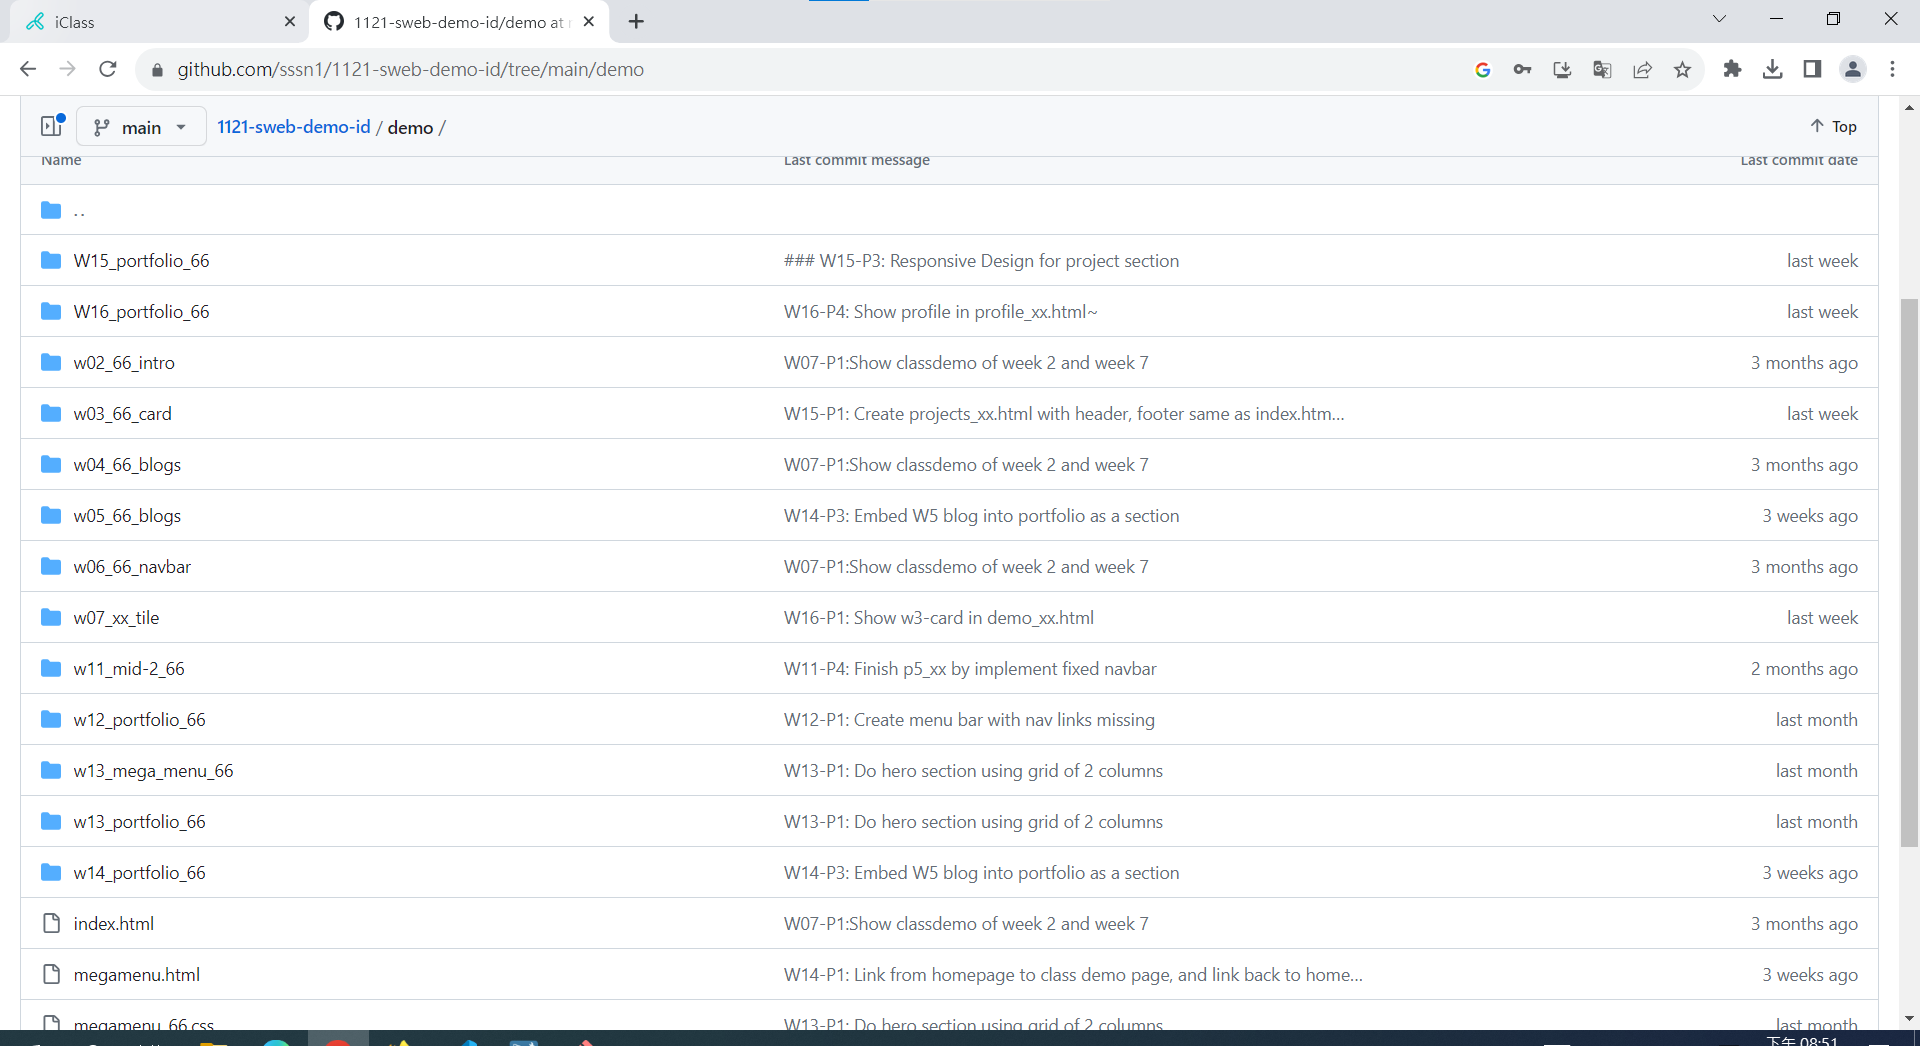 iClass
1121-sweb-demo-id/demo at
github.com/sssn1/1121-sweb-demo-id/tree/main/demo
main
1121-sweb-demo-id / demo /
Top
Name Last commit message Last commit date
..
W15_portfolio_66 ### W15-P3: Responsive Design for project section last week
W16_portfolio_66 W16-P4: Show profile in profile_xx.html~ last week
w02_66_intro W07-P1:Show classdemo of week 2 and week 7 3 months ago
w03_66_card W15-P1: Create projects_xx.html with header, footer same as index.htm... last week
w04_66_blogs W07-P1:Show classdemo of week 2 and week 7 3 months ago
w05_66_blogs W14-P3: Embed W5 blog into portfolio as a section 3 weeks ago
w06_66_navbar W07-P1:Show classdemo of week 2 and week 7 3 months ago
w07_xx_tile W16-P1: Show w3-card in demo_xx.html last week
w11_mid-2_66 W11-P4: Finish p5_xx by implement fixed navbar 2 months ago
w12_portfolio_66 W12-P1: Create menu bar with nav links missing last month
w13_mega_menu_66 W13-P1: Do hero section using grid of 2 columns last month
w13_portfolio_66 W13-P1: Do hero section using grid of 2 columns last month
w14_portfolio_66 W14-P3: Embed W5 blog into portfolio as a section 3 weeks ago
index.html W07-P1:Show classdemo of week 2 and week 7 3 months ago
megamenu.html W14-P1: Link from homepage to class demo page, and link back to home... 3 weeks ago
megamenu_66.css W13-P1: Do hero section using grid of 2 columns last month
下午 08:51